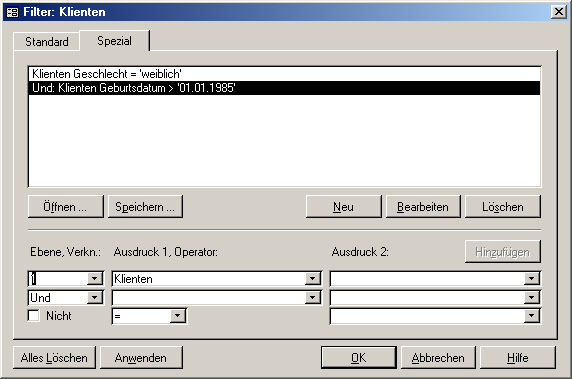 Filter: Klienten
Standard
Spezial
Klienten Geschlecht = 'weiblich'
Und: Klienten Geburtsdatum > '01.01.1985'
Öffnen ...
Speichern ...
Neu
Bearbeiten
Löschen
Ebene, Verkn.:
Ausdruck 1, Operator:
Ausdruck 2:
Hinzufügen
1
Klienten
Und
Nicht
=
Alles Löschen
Anwenden
OK
Abbrechen
Hilfe